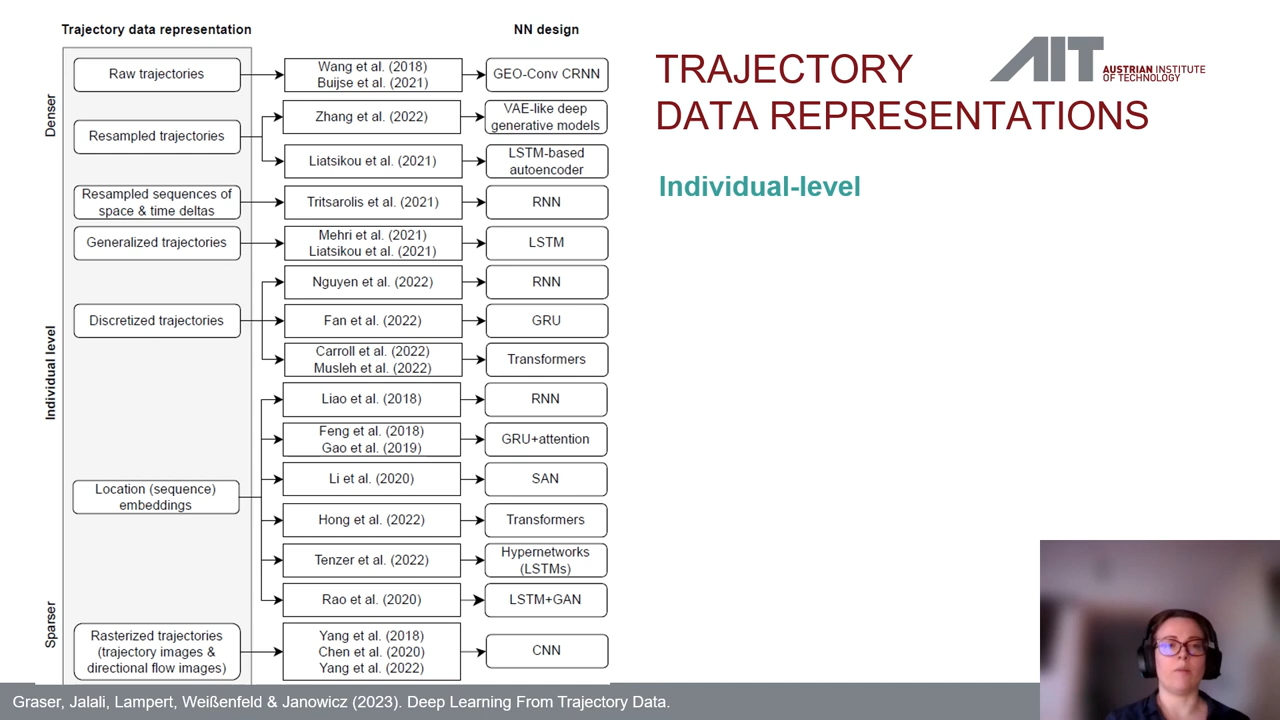 Trajectory data representation
NN design
Denser
Individual level
Sparser
Raw trajectories
Wang et al. (2018)
Buijse et al. (2021)
GEO-Conv CRNN
Resampled trajectories
Zhang et al. (2022)
VAE-like deep
generative models
Liatsikou et al. (2021)
LSTM-based
autoencoder
Resampled sequences of
space & time deltas
Tritsarolis et al. (2021)
RNN
Generalized trajectories
Mehri et al. (2021)
Liatsikou et al. (2021)
LSTM
Discretized trajectories
Nguyen et al. (2022)
RNN
Fan et al. (2022)
GRU
Carroll et al. (2022)
Musleh et al. (2022)
Transformers
Location (sequence)
embeddings
Liao et al. (2018)
RNN
Feng et al. (2018)
Gao et al. (2019)
GRU+attention
Li et al. (2020)
SAN
Hong et al. (2022)
Transformers
Tenzer et al. (2022)
Hypernetworks
(LSTMs)
Rao et al. (2020)
LSTM+GAN
Rasterized trajectories
(trajectory images &
directional flow images)
Yang et al. (2018)
Chen et al. (2020)
Yang et al. (2022)
CNN
TRAJECTORY
DATA REPRESENTATIONS
AIT
AUSTRIAN INSTITUTE
OF TECHNOLOGY
Individual-level
Graser, Jalali, Lampert, Weißenfeld & Janowicz (2023). Deep Learning From Trajectory Data.